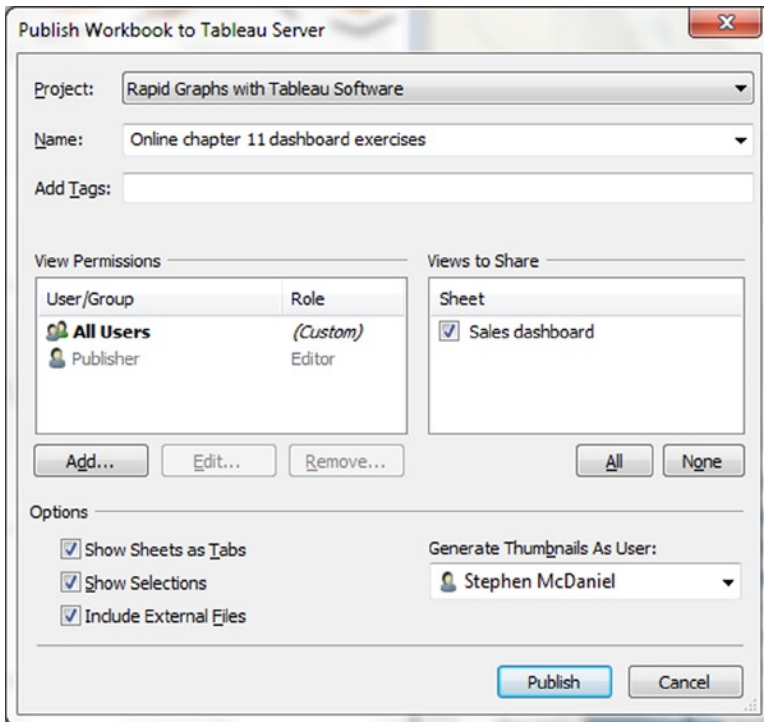 Publish Workbook to Tableau Server
Project: Rapid Graphs with Tableau Software
Name: Online chapter 11 dashboard exercises
Add Tags:
View Permissions Views to Share
User/Group Role Sheet
All Users (Custom) Sales dashboard
Publisher Editor
Add... Edit... Remove... All None
Options
Show Sheets as Tabs Generate Thumbnails As User:
Show Selections Stephen McDaniel
Include External Files
Publish Cancel